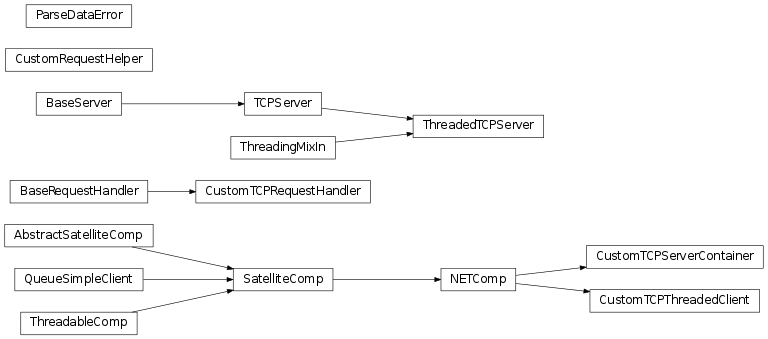 ParseDataError
CustomRequestHelper
BaseServer
TCPServer
ThreadedTCPServer
ThreadingMixIn
BaseRequestHandler
CustomTCPRequestHandler
AbstractSatelliteComp
QueueSimpleClient
SatelliteComp
NETComp
CustomTCPServerContainer
CustomTCPThreadedClient
ThreadableComp